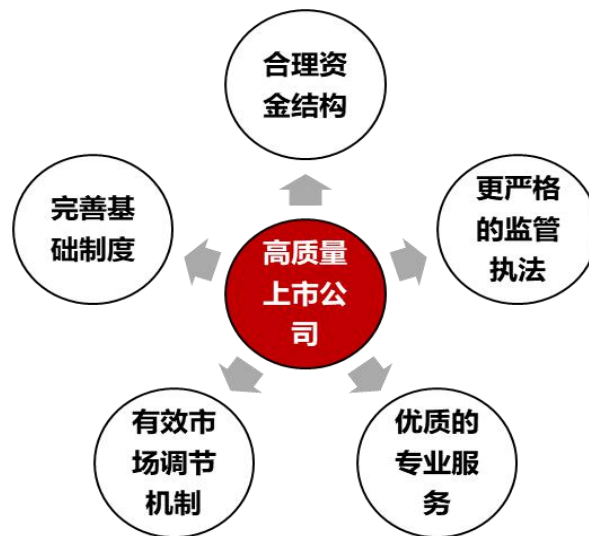 合理资
金结构
完善基
础制度
更严格
的监管
执法
高质量
上市公
司
有效市
场调节
机制
优质的
专业服
务